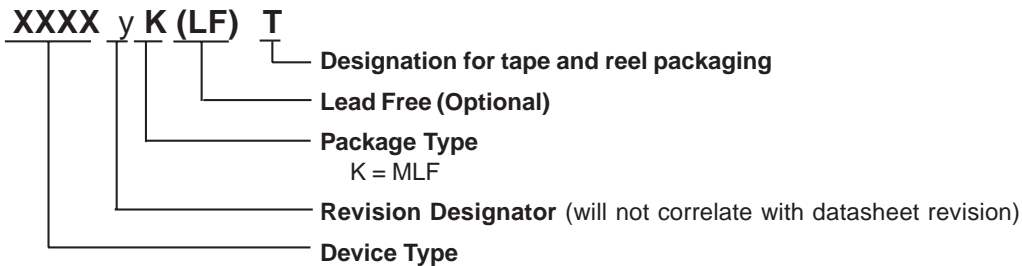 XXXX y K (LF) T
Designation for tape and reel packaging
Lead Free (Optional)
Package Type
K = MLF
Revision Designator (will not correlate with datasheet revision)
Device Type